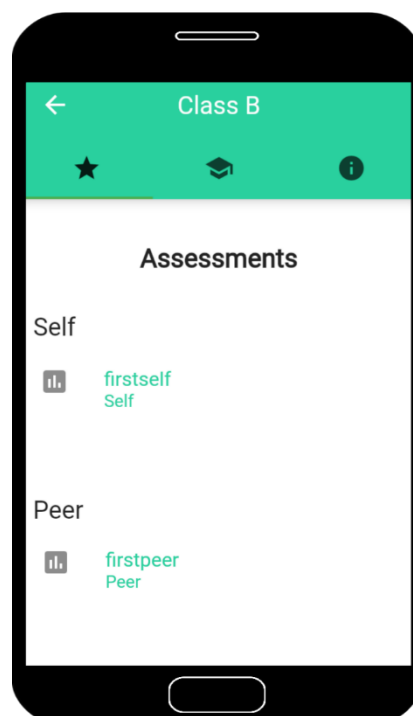 Class B
Assessments
Self
firstself
Self
Peer
firstpeer
Peer